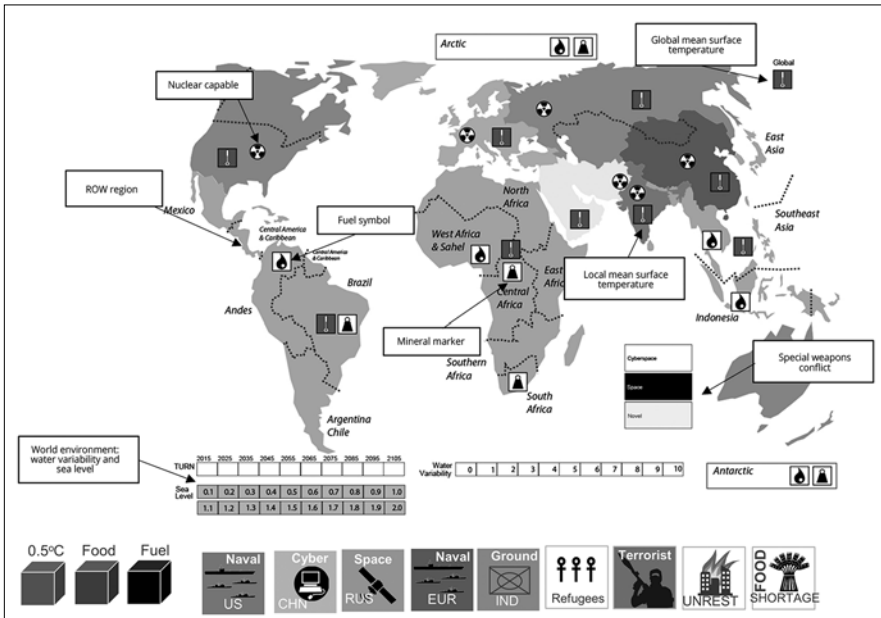 Arctic
Global mean surface
temperature
Global
Nuclear capable
East
Asia
ROW region
Mexico
North
Africa
Southeast
Asia
Central America
& Caribbean
Fuel symbol
Central America
& Caribbean
West Africa
& Sahel
East
Africa
Local mean surface
temperature
Brazil
Central
Africa
Indonesia
Andes
Mineral marker
Cyberspace
Special weapons
conflict
Southern
Africa
Space
South
Africa
Novel
Argentina
Chile
World environment:
water variability and
sea level
2015 2025 2035 2045 2055 2065 2075 2085 2095 2105
TURN
Water
Variability
0 1 2 3 4 5 6 7 8 9 10
Antarctic
Sea
Level
0.1 0.2 0.3 0.4 0.5 0.6 0.7 0.8 0.9 1.0
1.1 1.2 1.3 1.4 1.5 1.6 1.7 1.8 1.9 2.0
0.5°C Food Fuel
Naval
US
Cyber
CHN
Space
RUS
Naval
EUR
Ground
IND
Refugees
Terrorist
UNREST
FOOD
SHORTAGE